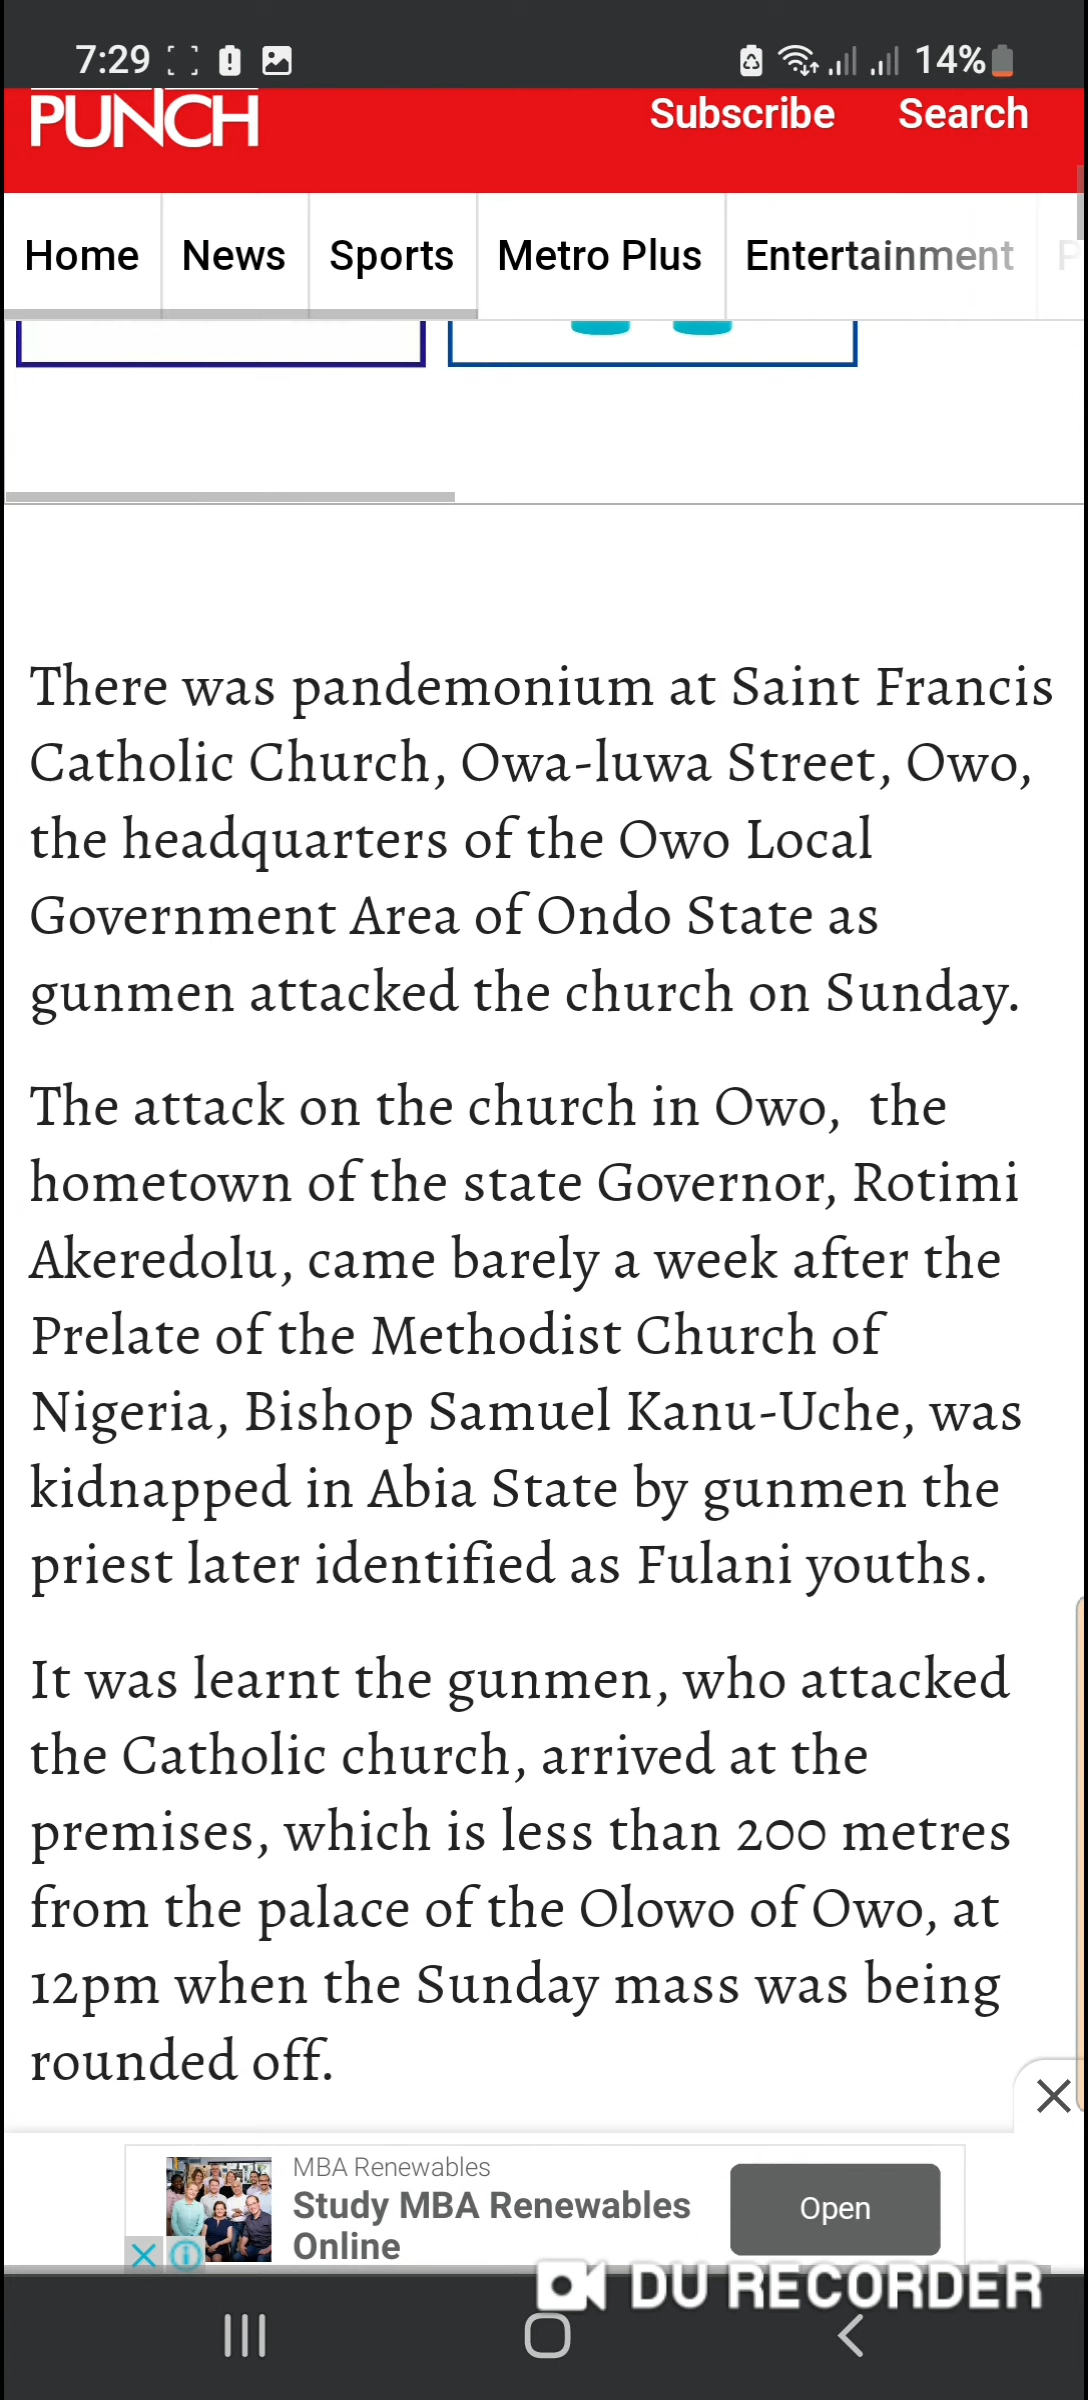 7:29
14%
PUNCH
Subscribe
Search
Home
News
Sports
Metro Plus
Entertainment
P
There was pandemonium at Saint Francis
Catholic Church, Owa-luwa Street, Owo,
the headquarters of the Owo Local
Government Area of Ondo State as
gunmen attacked the church on Sunday.
The attack on the church in Owo,  the
hometown of the state Governor, Rotimi
Akeredolu, came barely a week after the
Prelate of the Methodist Church of
Nigeria, Bishop Samuel Kanu-Uche, was
kidnapped in Abia State by gunmen the
priest later identified as Fulani youths.
It was learnt the gunmen, who attacked
the Catholic church, arrived at the
premises, which is less than 200 metres
from the palace of the Olowo of Owo, at
12pm when the Sunday mass was being
rounded off.
MBA Renewables
Study MBA Renewables
Online
Open
DU RECORDER